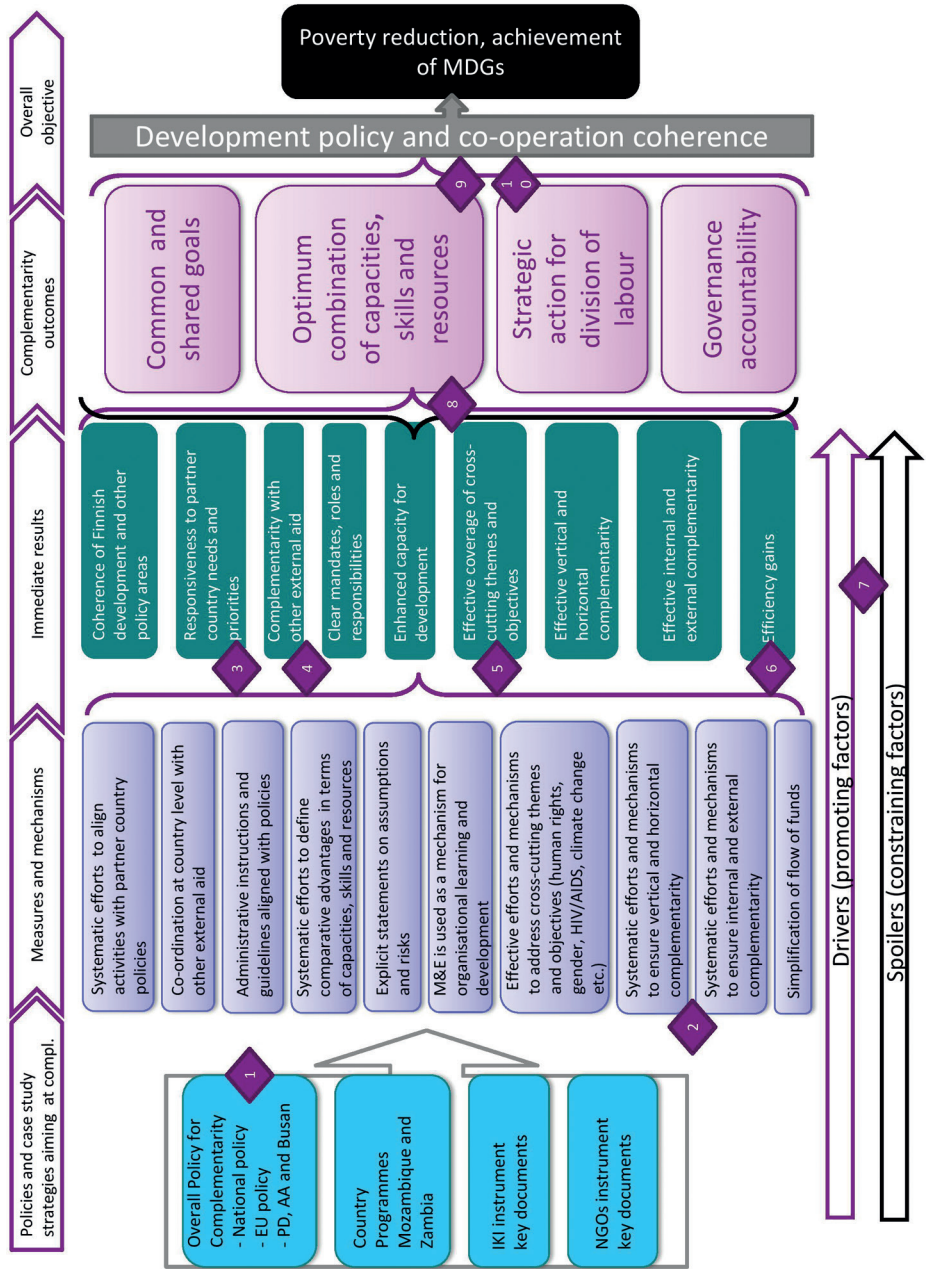 Policies and case study
strategies aiming at compl.
Measures and mechanisms
Immediate results
Complementarity
outcomes
Overall
objective
Overall Policy for
Complementarity
- National policy
- EU policy
- PD, AA and Busan
1
Country
Programmes
Mozambique and
Zambia
IKI instrument
key documents
NGOs instrument
key documents
Systematic efforts to align
activities with partner country
policies
Co-ordination at country level with
other external aid
Administrative instructions and
guidelines aligned with policies
Systematic efforts to define
comparative advantages in terms
of capacities, skills and resources
Explicit statements on assumptions
and risks
M&E is used as a mechanism for
organisational learning and
development
Effective efforts and mechanisms
to address cross-cutting themes
and objectives (human rights,
gender, HIV/AIDS, climate change
etc.)
Systematic efforts and mechanisms
to ensure vertical and horizontal
complementarity
2
Systematic efforts and mechanisms
to ensure internal and external
complementarity
Simplification of flow of funds
Coherence of Finnish
development and other
policy areas
Responsiveness to partner
country needs and
priorities
3
Complementarity with
other external aid
4
Clear mandates, roles and
responsibilities
Enhanced capacity for
development
Effective coverage of cross-
cutting themes and
objectives
5
Effective vertical and
horizontal
complementarity
Effective internal and
external complementarity
Efficiency gains
6
8
Common and
shared goals
Optimum
combination
of capacities,
skills and
resources
9
Strategic
action for
division of
labour
10
Governance
accountability
Development policy and co-operation coherence
Poverty reduction, achievement
of MDGs
Drivers (promoting factors)
7
Spoilers (constraining factors)